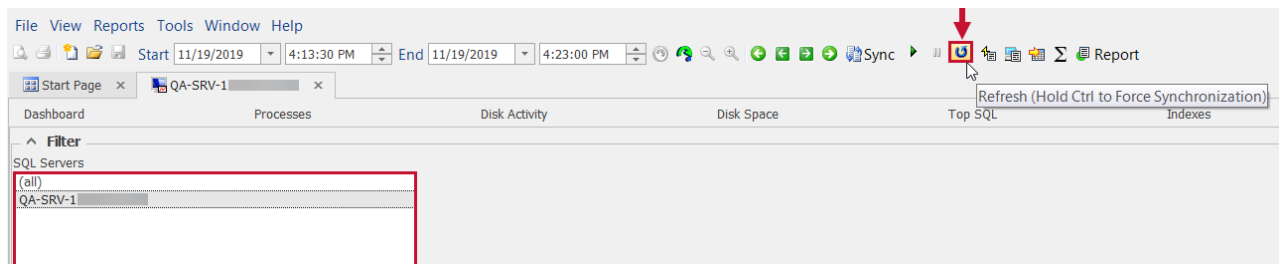 File View Reports Tools Window Help
Start 11/19/2019 4:13:30 PM End 11/19/2019 4:23:00 PM Sync Σ Report
Start Page × QA-SRV-1 ×
Refresh (Hold Ctrl to Force Synchronization)
Dashboard Processes Disk Activity Disk Space Top SQL Indexes
Filter
SQL Servers
(all)
QA-SRV-1